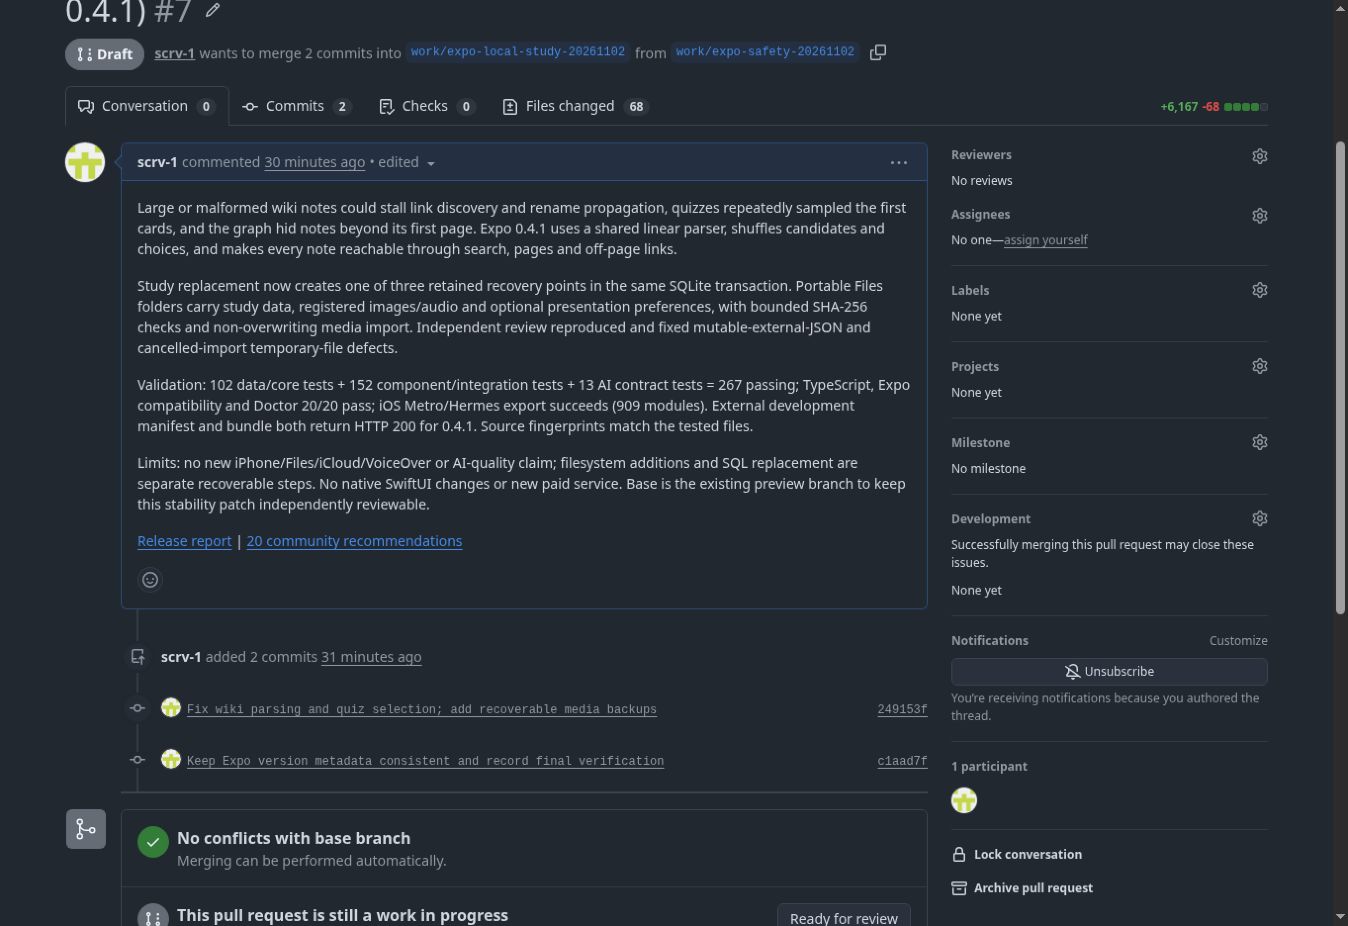 0.4.1) #7
Draft
scrv-1 wants to merge 2 commits into work/expo-local-study-20261102 from work/expo-safety-20261102
Conversation 0
Commits 2
Checks 0
Files changed 68
+6,167 -68
scrv-1 commented 30 minutes ago • edited
Large or malformed wiki notes could stall link discovery and rename propagation, quizzes repeatedly sampled the first
cards, and the graph hid notes beyond its first page. Expo 0.4.1 uses a shared linear parser, shuffles candidates and
choices, and makes every note reachable through search, pages and off-page links.
Study replacement now creates one of three retained recovery points in the same SQLite transaction. Portable Files
folders carry study data, registered images/audio and optional presentation preferences, with bounded SHA-256
checks and non-overwriting media import. Independent review reproduced and fixed mutable-external-JSON and
cancelled-import temporary-file defects.
Validation: 102 data/core tests + 152 component/integration tests + 13 AI contract tests = 267 passing; TypeScript, Expo
compatibility and Doctor 20/20 pass; iOS Metro/Hermes export succeeds (909 modules). External development
manifest and bundle both return HTTP 200 for 0.4.1. Source fingerprints match the tested files.
Limits: no new iPhone/Files/iCloud/VoiceOver or AI-quality claim; filesystem additions and SQL replacement are
separate recoverable steps. No native SwiftUI changes or new paid service. Base is the existing preview branch to keep
this stability patch independently reviewable.
Release report | 20 community recommendations
scrv-1 added 2 commits 31 minutes ago
Fix wiki parsing and quiz selection; add recoverable media backups 249153f
Keep Expo version metadata consistent and record final verification c1aad7f
No conflicts with base branch
Merging can be performed automatically.
This pull request is still a work in progress
Ready for review
Reviewers
No reviews
Assignees
No one—assign yourself
Labels
None yet
Projects
None yet
Milestone
No milestone
Development
Successfully merging this pull request may close these
issues.
None yet
Notifications Customize
Unsubscribe
You're receiving notifications because you authored the
thread.
1 participant
Lock conversation
Archive pull request